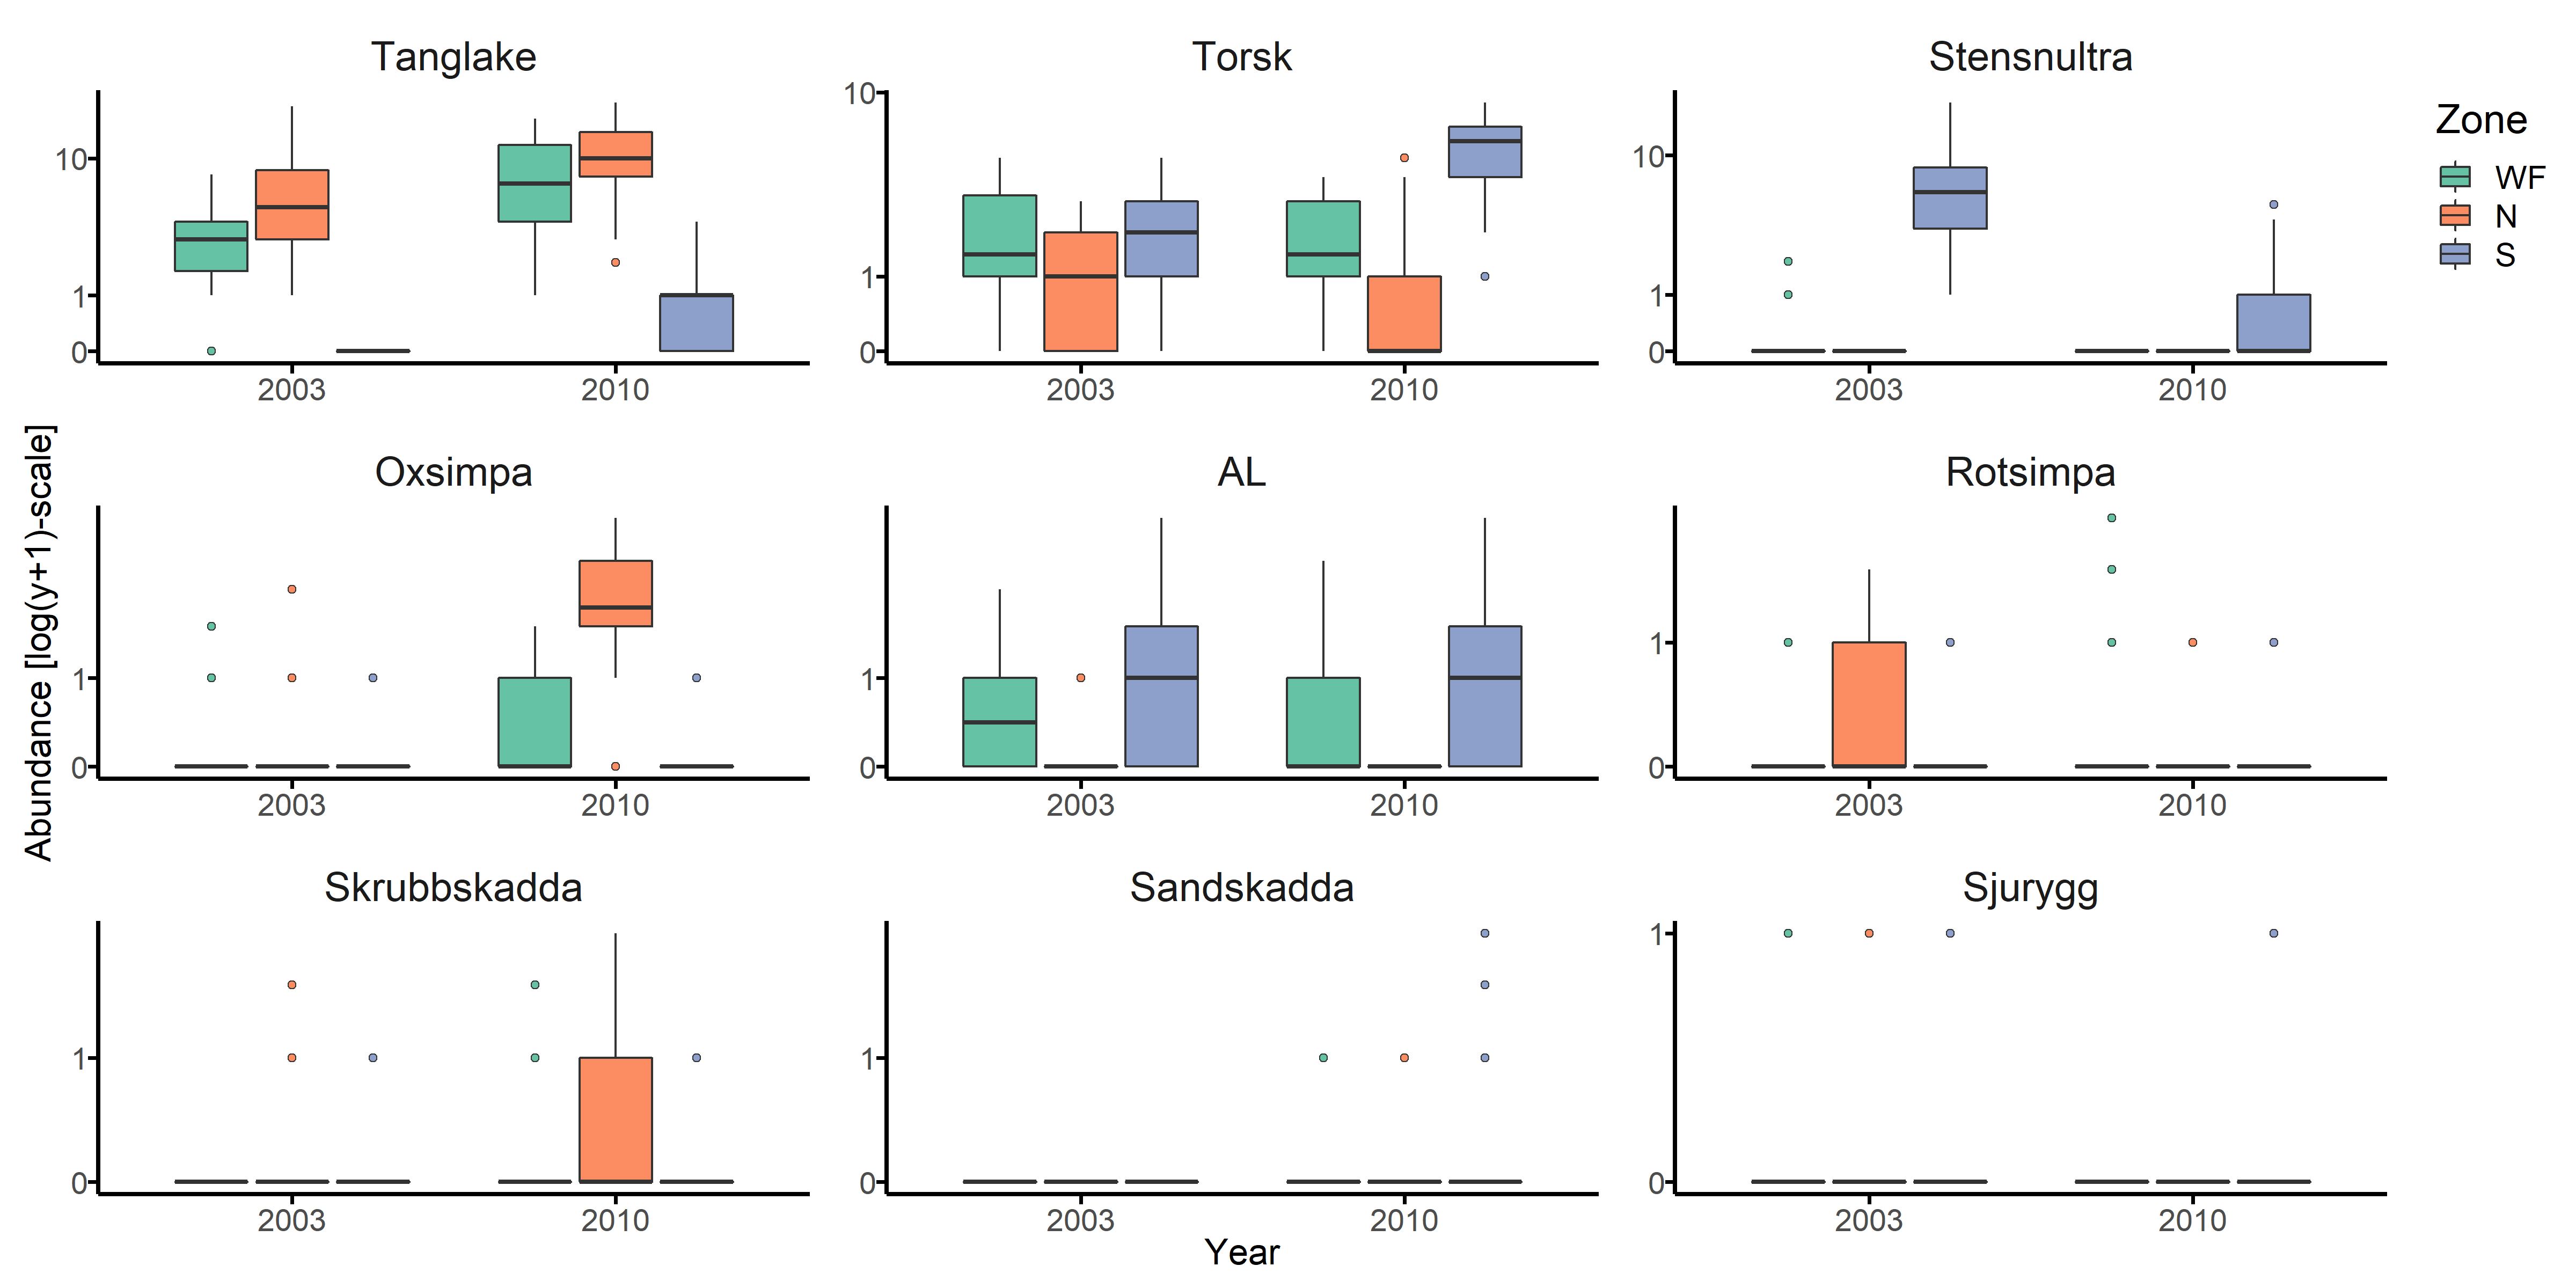 Tanglake
Torsk
Stensnultra
10
1
0
2003
2010
10
1
0
2003
2010
10
1
0
2003
2010
Zone
WF
N
S
Abundance [log(y+1)-scale]
Oxsimpa
AL
Rotsimpa
1
0
2003
2010
1
0
2003
2010
1
0
2003
2010
Skrubbskadda
Sandskadda
Sjurygg
1
0
2003
2010
1
0
2003
2010
1
0
2003
2010
Year